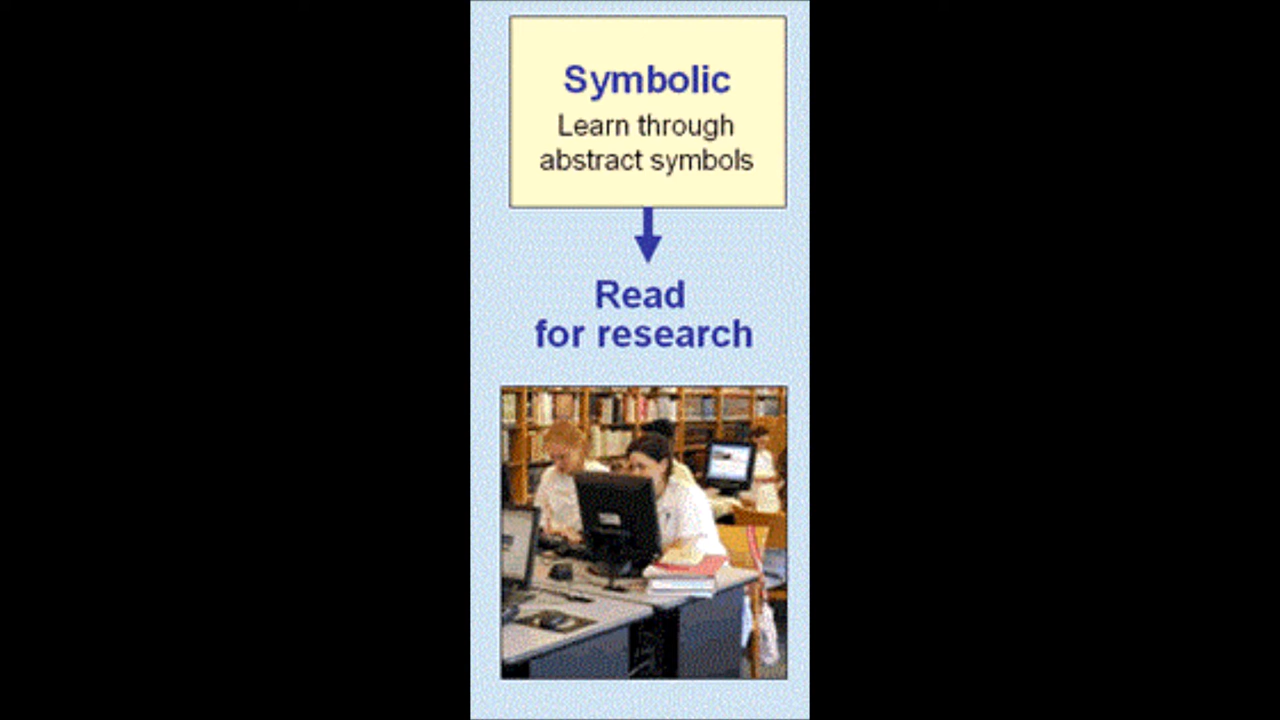 Symbolic
Learn through
abstract symbols
Read
for research